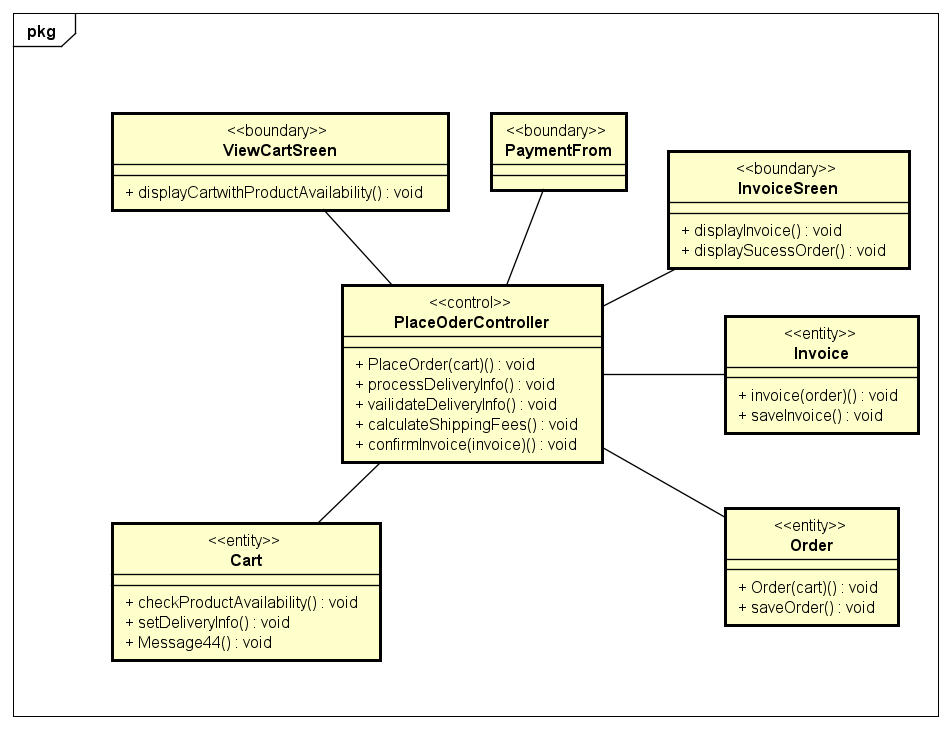 pkg
<<boundary>>
ViewCartSreen
+ displayCartwithProductAvailability() : void
<<boundary>>
PaymentFrom
<<boundary>>
InvoiceSreen
+ displayInvoice() : void
+ displaySucessOrder() : void
<<control>>
PlaceOderController
+ PlaceOrder(cart)() : void
+ processDeliveryInfo() : void
+ vailidateDeliveryInfo() : void
+ calculateShippingFees() : void
+ confirmInvoice(invoice)() : void
<<entity>>
Invoice
+ invoice(order)() : void
+ saveInvoice() : void
<<entity>>
Cart
+ checkProductAvailability() : void
+ setDeliveryInfo() : void
+ Message44() : void
<<entity>>
Order
+ Order(cart)() : void
+ saveOrder() : void